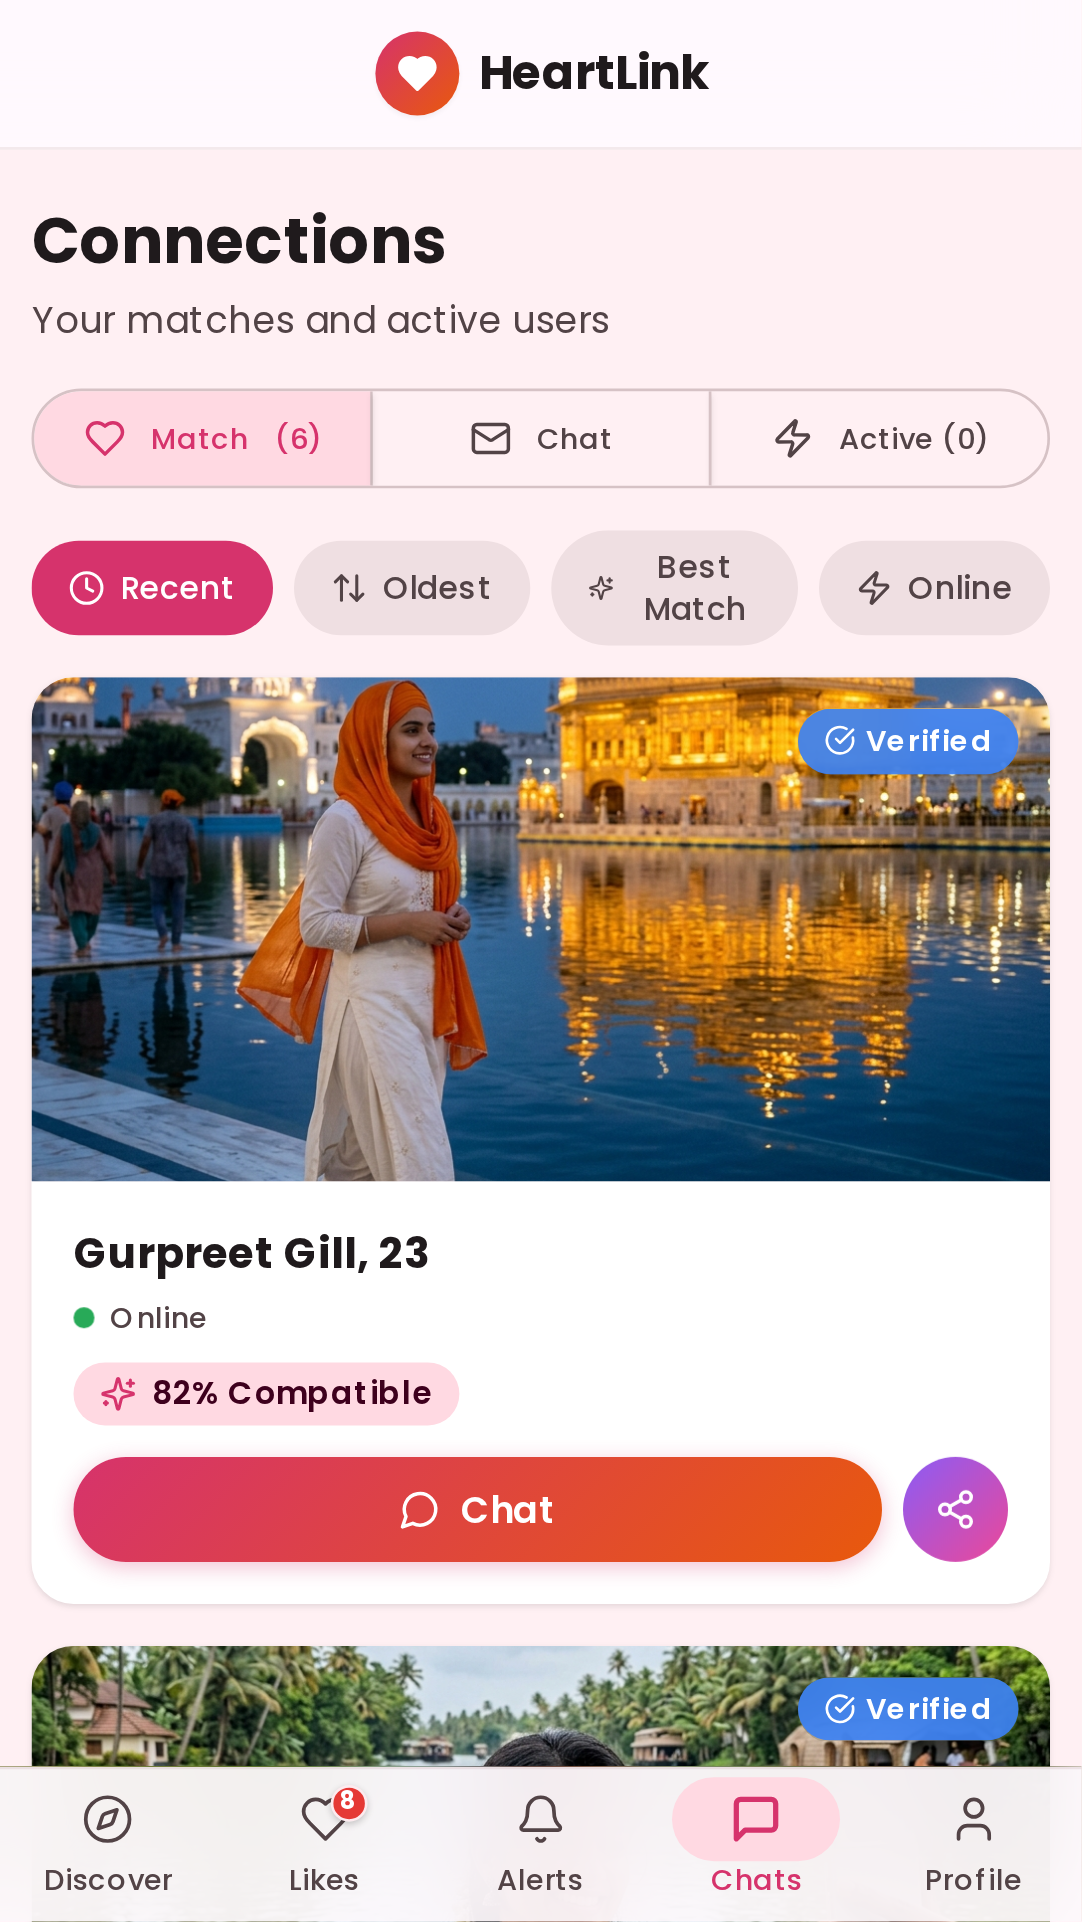 HeartLink
Connections
Your matches and active users
Match (6)
Chat
Active (0)
Recent
Oldest
Best
Match
Online
Verified
Gurpreet Gill, 23
Online
82% Compatible
Chat
Verified
8
Discover
Likes
Alerts
Chats
Profile